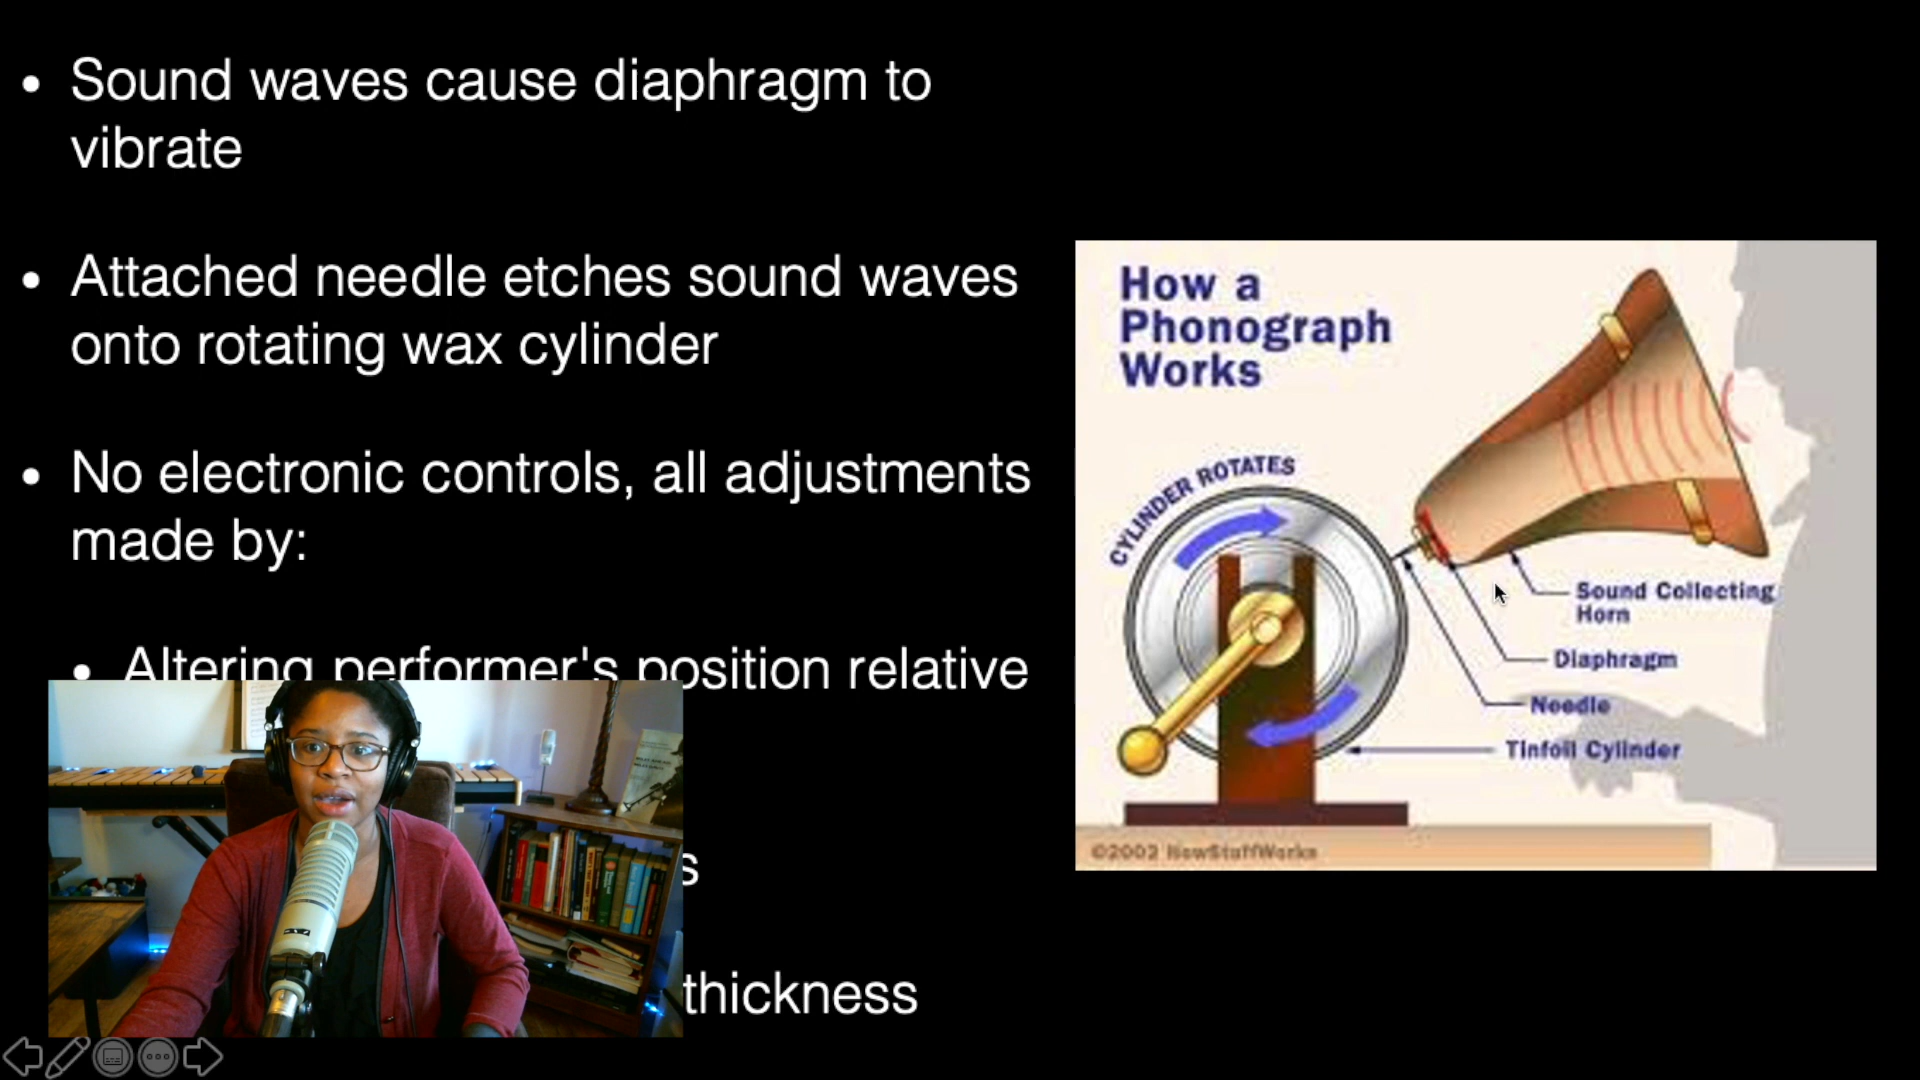 • Sound waves cause diaphragm to
vibrate
• Attached needle etches sound waves
onto rotating wax cylinder
• No electronic controls, all adjustments
made by:
• Altering performer's position relative
s
thickness
How a
Phonograph
Works
CYLINDER ROTATES
Sound Collecting
Horn
Diaphragm
Needle
Tinfoil Cylinder
©2002 HowStuffWorks